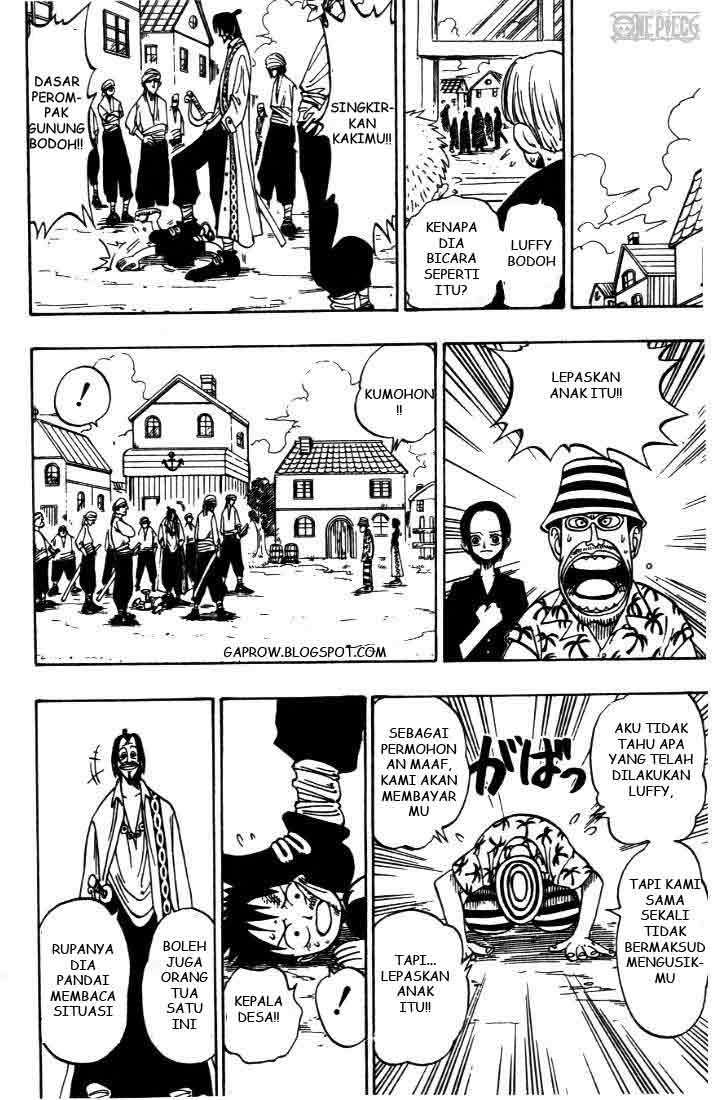 ONE PIECE
LUFFY
BODOH
KENAPA
DIA
BICARA
SEPERTI
ITU?
SINGKIR-
KAN
KAKIMU!!
DASAR
PEROM-
PAK
GUNUNG
BODOH!!
LEPASKAN
ANAK ITU!!
KUMOHON
!!
!
GAPROW.BLOGSPOT.COM
AKU TIDAK
TAHU APA
YANG TELAH
DILAKUKAN
LUFFY,
TAPI KAMI
SAMA
SEKALI
TIDAK
BERMAKSUD
MENGUSIK-
MU
がばっ
SEBAGAI
PERMOHON
AN MAAF,
KAMI AKAN
MEMBAYAR
MU
TAPI...
LEPASKAN
ANAK
ITU!!
!
KEPALA
DESA!!
BOLEH
JUGA
ORANG
TUA
SATU
INI
RUPANYA
DIA
PANDAI
MEMBACA
SITUASI